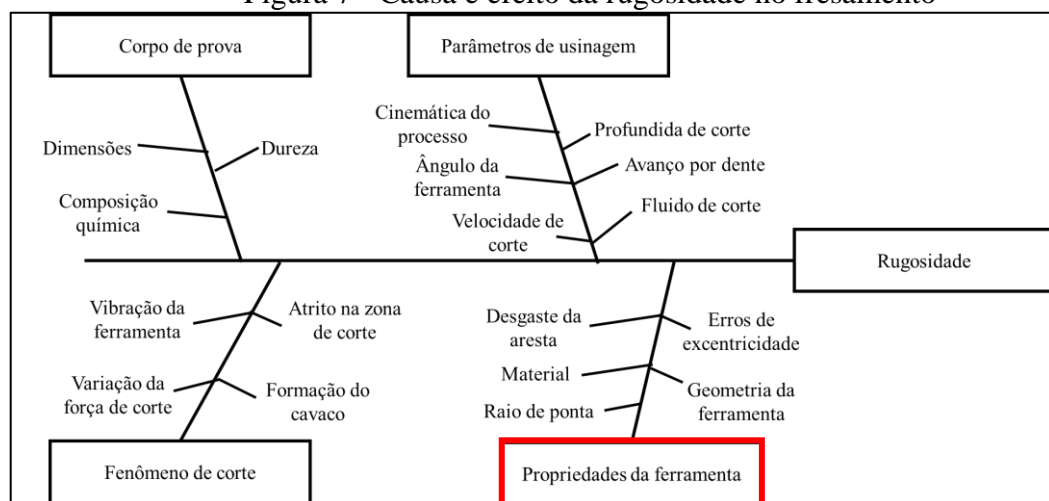 Figura 7 - Causa e efeito da rugosidade no fresamento
Corpo de prova
Parâmetros de usinagem
Cinemática do
processo
Profundida de corte
Dimensões
Dureza
Ângulo da
ferramenta
Avanço por dente
Composição
química
Velocidade de
corte
Fluido de corte
Rugosidade
Vibração da
ferramenta
Atrito na zona
de corte
Desgaste da
aresta
Erros de
excentricidade
Variação da
força de corte
Formação do
cavaco
Material
Geometria da
ferramenta
Raio de ponta
Fenômeno de corte
Propriedades da ferramenta